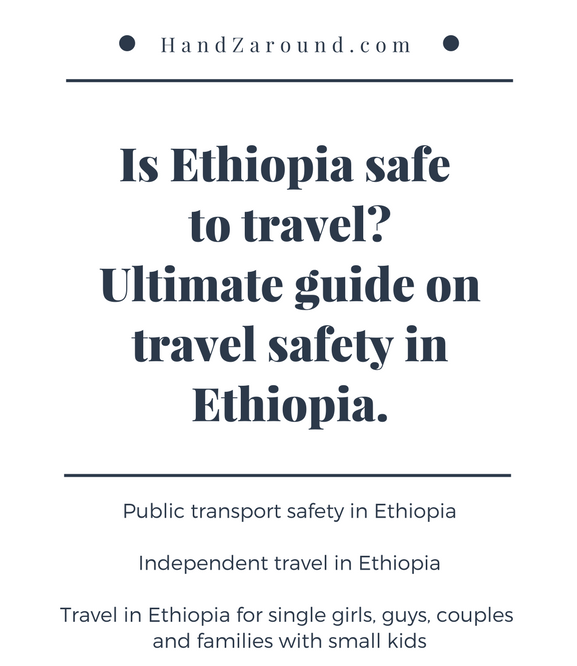 HandZaround.com
Is Ethiopia safe
to travel?
Ultimate guide on
travel safety in
Ethiopia.
Public transport safety in Ethiopia
Independent travel in Ethiopia
Travel in Ethiopia for single girls, guys, couples
and families with small kids